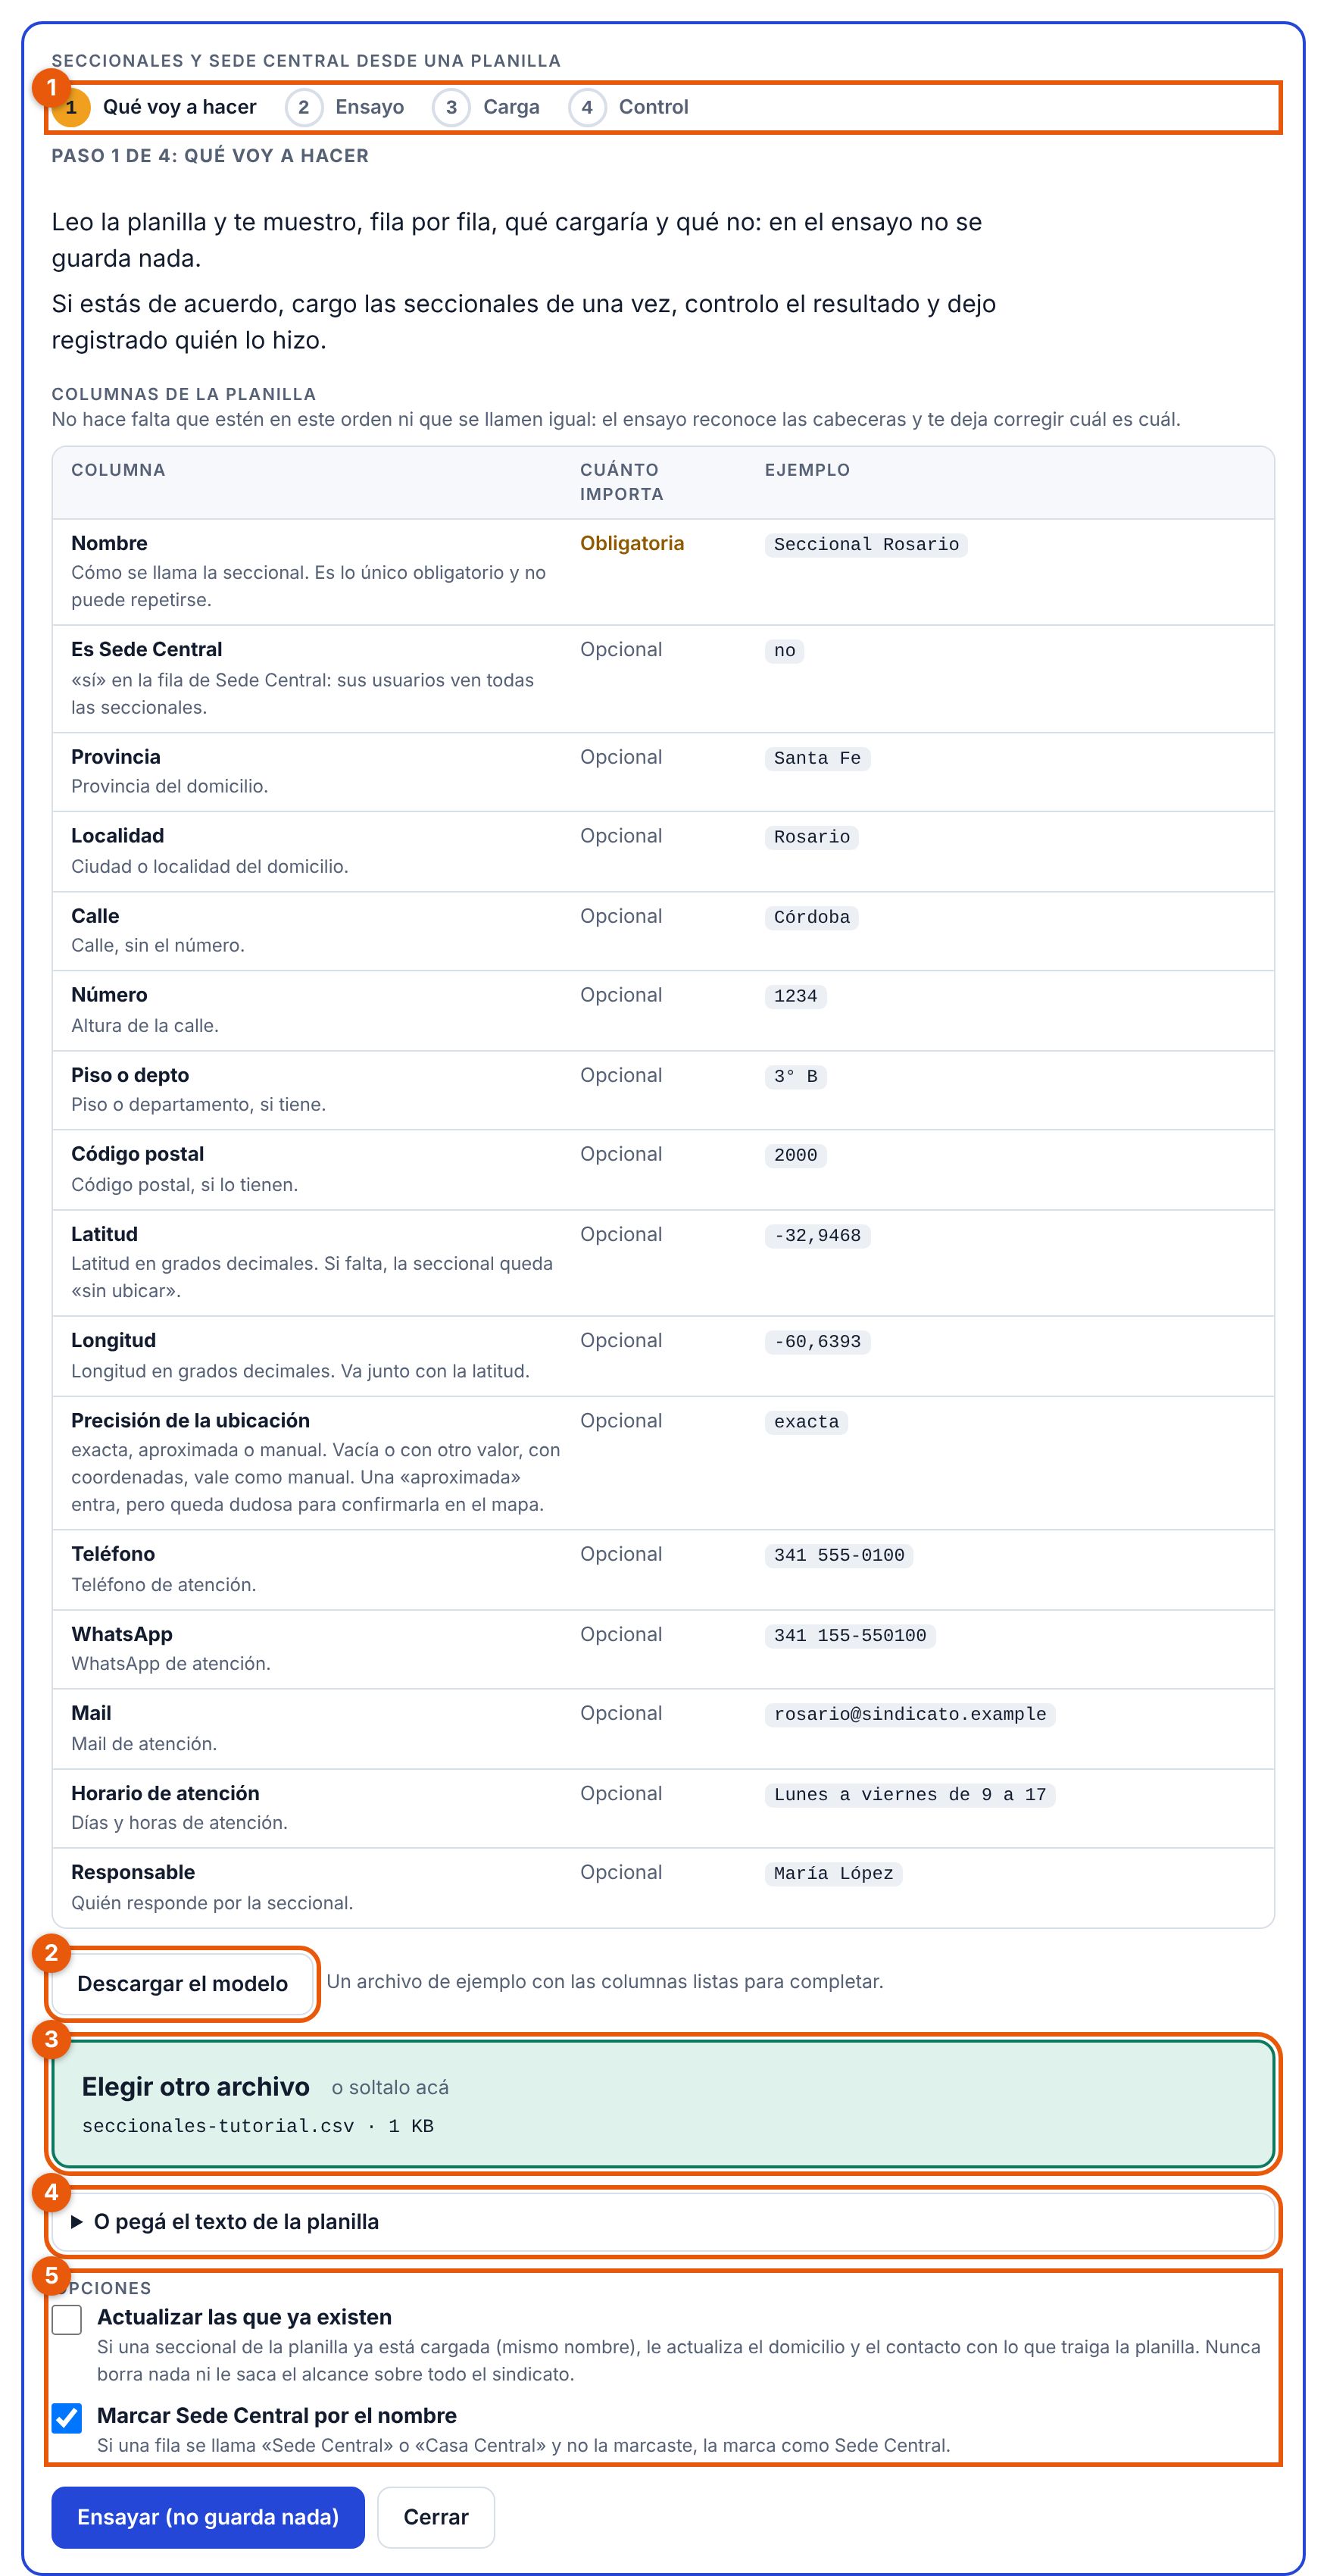 SECCIONALES Y SEDE CENTRAL DESDE UNA PLANILLA
1
1 Qué voy a hacer 2 Ensayo 3 Carga 4 Control
PASO 1 DE 4: QUÉ VOY A HACER
Leo la planilla y te muestro, fila por fila, qué cargaría y qué no: en el ensayo no se
guarda nada.
Si estás de acuerdo, cargo las seccionales de una vez, controlo el resultado y dejo
registrado quién lo hizo.
COLUMNAS DE LA PLANILLA
No hace falta que estén en este orden ni que se llamen igual: el ensayo reconoce las cabeceras y te deja corregir cuál es cuál.
COLUMNA CUÁNTO IMPORTA EJEMPLO
Nombre Obligatoria Seccional Rosario
Cómo se llama la seccional. Es lo único obligatorio y no
puede repetirse.
Es Sede Central Opcional no
«sí» en la fila de Sede Central: sus usuarios ven todas
las seccionales.
Provincia Opcional Santa Fe
Provincia del domicilio.
Localidad Opcional Rosario
Ciudad o localidad del domicilio.
Calle Opcional Córdoba
Calle, sin el número.
Número Opcional 1234
Altura de la calle.
Piso o depto Opcional 3° B
Piso o departamento, si tiene.
Código postal Opcional 2000
Código postal, si lo tienen.
Latitud Opcional -32,9468
Latitud en grados decimales. Si falta, la seccional queda
«sin ubicar».
Longitud Opcional -60,6393
Longitud en grados decimales. Va junto con la latitud.
Precisión de la ubicación Opcional exacta
exacta, aproximada o manual. Vacía o con otro valor, con
coordenadas, vale como manual. Una «aproximada»
entra, pero queda dudosa para confirmarla en el mapa.
Teléfono Opcional 341 555-0100
Teléfono de atención.
WhatsApp Opcional 341 155-550100
WhatsApp de atención.
Mail Opcional rosario@sindicato.example
Mail de atención.
Horario de atención Opcional Lunes a viernes de 9 a 17
Días y horas de atención.
Responsable Opcional María López
Quién responde por la seccional.
2
Descargar el modelo Un archivo de ejemplo con las columnas listas para completar.
3
Elegir otro archivo o soltalo acá
seccionales-tutorial.csv · 1 KB
4
▶ O pegá el texto de la planilla
5
OPCIONES
Actualizar las que ya existen
Si una seccional de la planilla ya está cargada (mismo nombre), le actualiza el domicilio y el contacto con lo que traiga la planilla. Nunca
borra nada ni le saca el alcance sobre todo el sindicato.
Marcar Sede Central por el nombre
Si una fila se llama «Sede Central» o «Casa Central» y no la marcaste, la marca como Sede Central.
Ensayar (no guarda nada) Cerrar